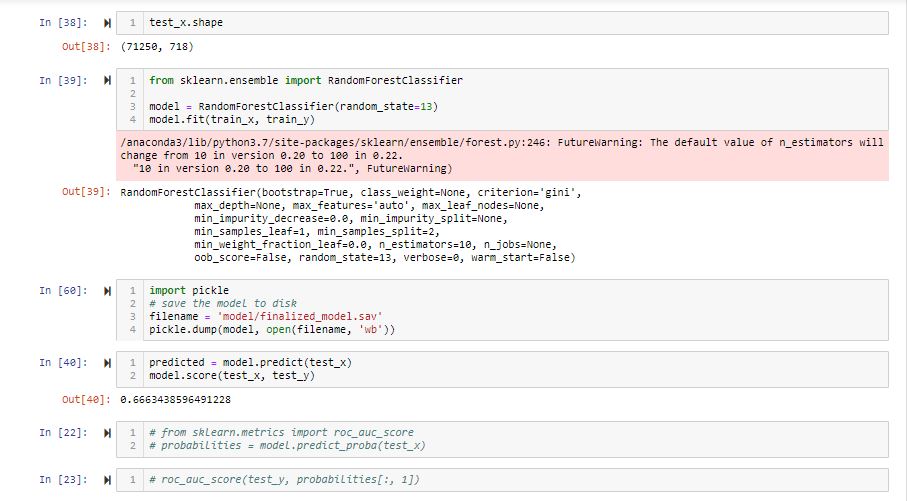 In [38]: 1 test_x.shape
Out[38]: (71250, 718)
In [39]: 1 from sklearn.ensemble import RandomForestClassifier
2
3 model = RandomForestClassifier(random_state=13)
4 model.fit(train_x, train_y)
/anaconda3/lib/python3.7/site-packages/sklearn/ensemble/forest.py:246: FutureWarning: The default value of n_estimators will
change from 10 in version 0.20 to 100 in 0.22.
"10 in version 0.20 to 100 in 0.22.", FutureWarning)
Out[39]: RandomForestClassifier(bootstrap=True, class_weight=None, criterion='gini',
max_depth=None, max_features='auto', max_leaf_nodes=None,
min_impurity_decrease=0.0, min_impurity_split=None,
min_samples_leaf=1, min_samples_split=2,
min_weight_fraction_leaf=0.0, n_estimators=10, n_jobs=None,
oob_score=False, random_state=13, verbose=0, warm_start=False)
In [60]: 1 import pickle
2 # save the model to disk
3 filename = 'model/finalized_model.sav'
4 pickle.dump(model, open(filename, 'wb'))
In [40]: 1 predicted = model.predict(test_x)
2 model.score(test_x, test_y)
Out[40]: 0.6663438596491228
In [22]: 1 # from sklearn.metrics import roc_auc_score
2 # probabilities = model.predict_proba(test_x)
In [23]: 1 # roc_auc_score(test_y, probabilities[:, 1])